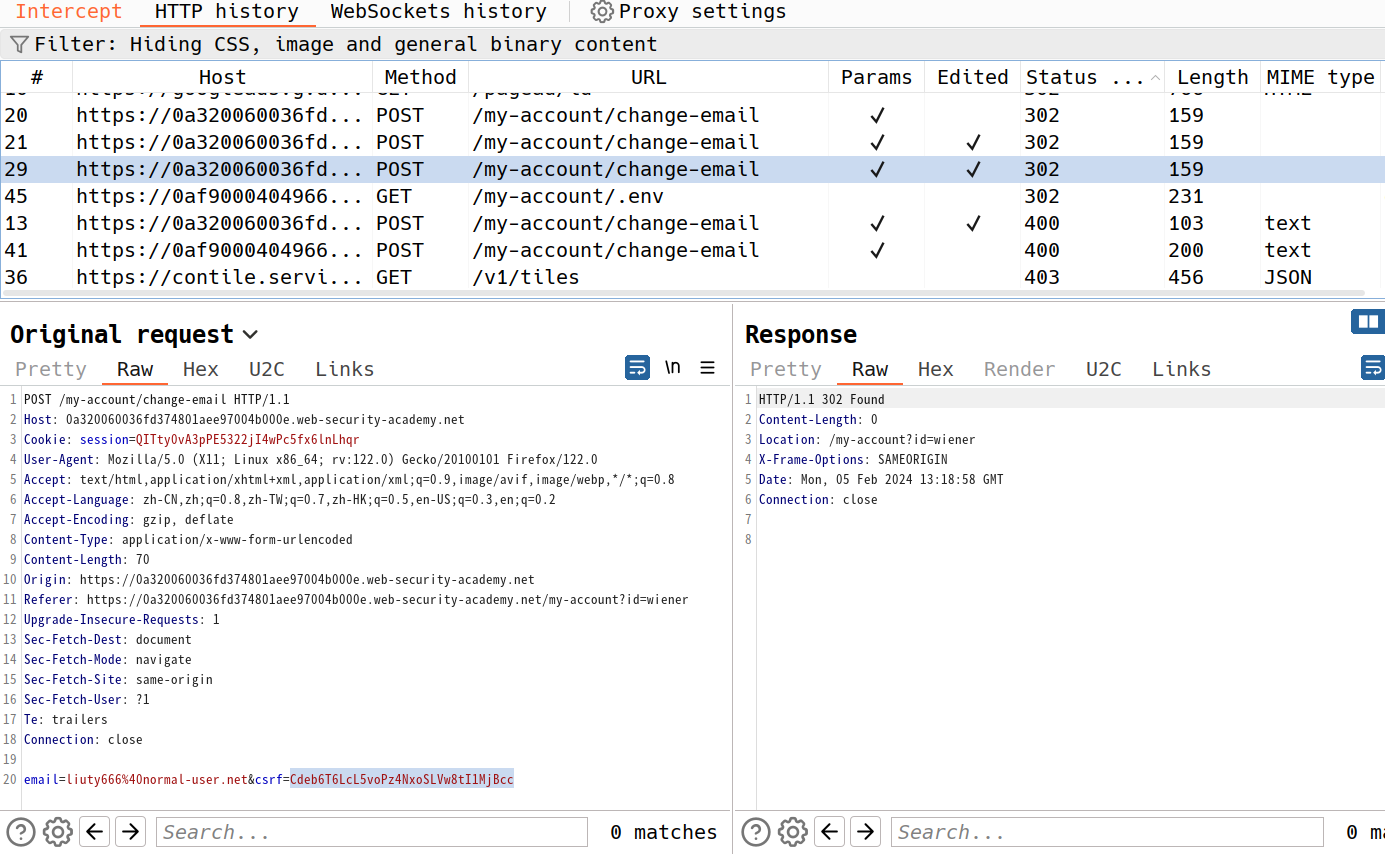 Intercept HTTP history WebSockets history Proxy settings
Filter: Hiding CSS, image and general binary content
# Host Method URL Params Edited Status ... Length MIME type
20 https://0a320060036fd... POST /my-account/change-email ✓ 302 159
21 https://0a320060036fd... POST /my-account/change-email ✓ ✓ 302 159
29 https://0a320060036fd... POST /my-account/change-email ✓ ✓ 302 159
45 https://0af9000404966... GET /my-account/.env 302 231
13 https://0a320060036fd... POST /my-account/change-email ✓ ✓ 400 103 text
41 https://0af9000404966... POST /my-account/change-email ✓ 400 200 text
36 https://contile.servi... GET /v1/tiles 403 456 JSON
Original request
Pretty Raw Hex U2C Links \n
1 POST /my-account/change-email HTTP/1.1
2 Host: 0a320060036fd374801aee97004b000e.web-security-academy.net
3 Cookie: session=QITtyOvA3pPE5322jI4wPc5fx6lnLhqr
4 User-Agent: Mozilla/5.0 (X11; Linux x86_64; rv:122.0) Gecko/20100101 Firefox/122.0
5 Accept: text/html,application/xhtml+xml,application/xml;q=0.9,image/avif,image/webp,*/*;q=0.8
6 Accept-Language: zh-CN,zh;q=0.8,zh-TW;q=0.7,zh-HK;q=0.5,en-US;q=0.3,en;q=0.2
7 Accept-Encoding: gzip, deflate
8 Content-Type: application/x-www-form-urlencoded
9 Content-Length: 70
10 Origin: https://0a320060036fd374801aee97004b000e.web-security-academy.net
11 Referer: https://0a320060036fd374801aee97004b000e.web-security-academy.net/my-account?id=wiener
12 Upgrade-Insecure-Requests: 1
13 Sec-Fetch-Dest: document
14 Sec-Fetch-Mode: navigate
15 Sec-Fetch-Site: same-origin
16 Sec-Fetch-User: ?1
17 Te: trailers
18 Connection: close
19
20 email=liuty666%40normal-user.net&csrf=Cdeb6T6LcL5voPz4NxoSLVw8tI1MjBcc
Search... 0 matches
Response
Pretty Raw Hex Render U2C Links
1 HTTP/1.1 302 Found
2 Content-Length: 0
3 Location: /my-account?id=wiener
4 X-Frame-Options: SAMEORIGIN
5 Date: Mon, 05 Feb 2024 13:18:58 GMT
6 Connection: close
7
8
Search... 0